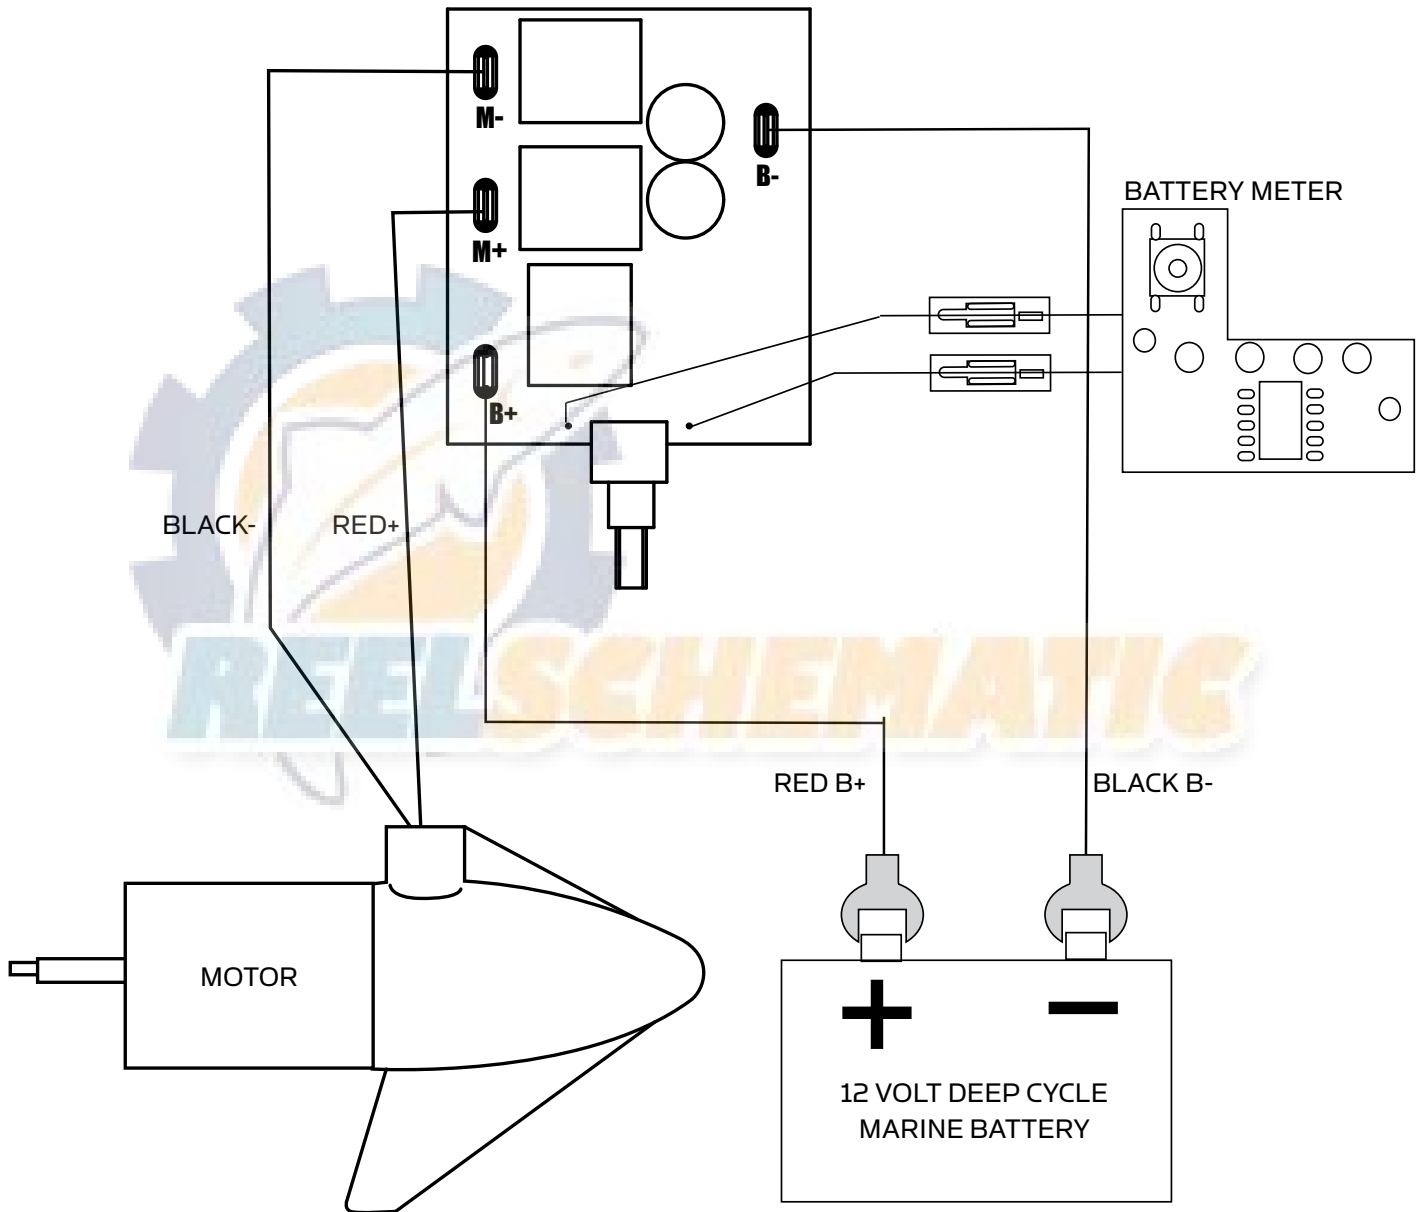 M-
B-
BATTERY METER
M+
B+
BLACK-
RED+
REELSCHEMATIC
RED B+
BLACK B-
MOTOR
12 VOLT DEEP CYCLE
MARINE BATTERY